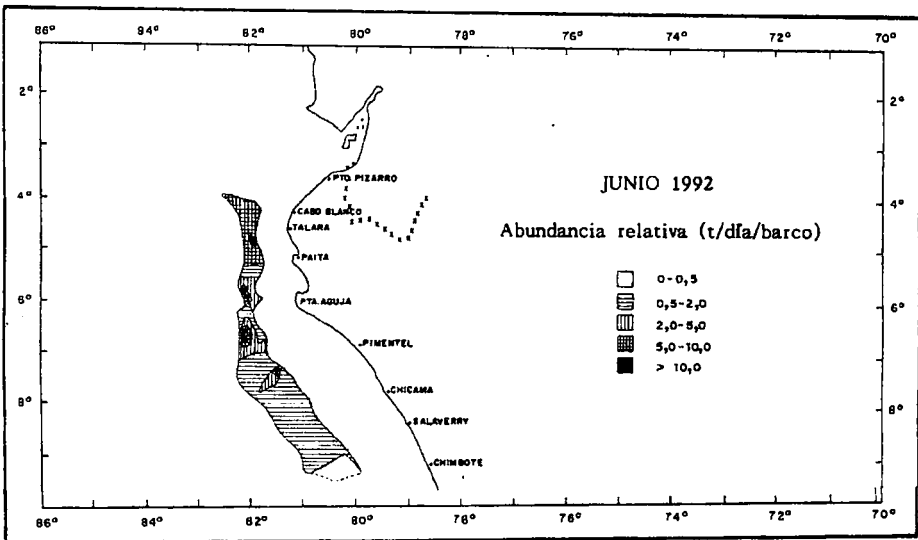 86° 84° 82° 80° 78° 76° 74° 72° 70°
2° 2°
PTO. PIZARRO
JUNIO 1992
4° 4°
CABO BLANCO
TALARA
Abundancia relativa (t/día/barco)
PAITA
0-0,5
6° PTA. AGUJA 0,5-2,0 6°
2,0-5,0
PIMENTEL 5,0-10,0
> 10,0
CHICAMA
8° 8°
SALAVERRY
CHIMBOTE
86° 84° 82° 80° 78° 76° 74° 72° 70°